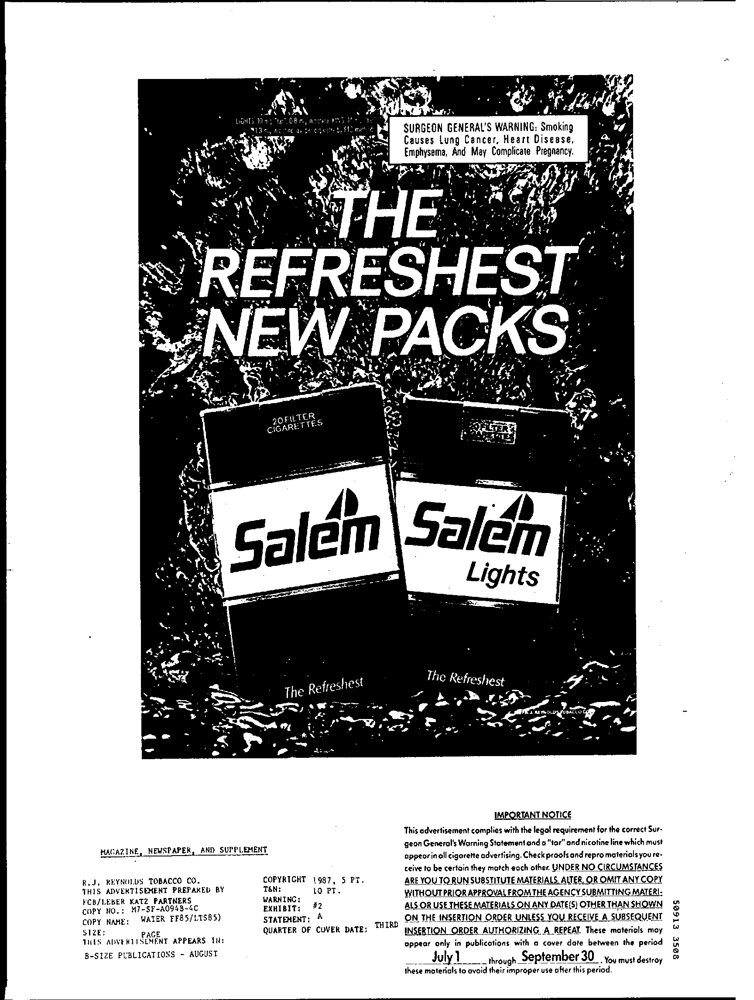 SURGEON GENERAL'S WARNING: Smoking
Causes Lung Cancer, Heart Disease,
Emphysema, And May Complicate Pregnancy.
THE
REFRESHEST
NEW PACKS
20 FILTER
CIGARETTES
Salem
The Refreshest
Salem
Lights
The Refreshest
MAGAZINE, NEWSPAPER, AND SUPPLEMENT
R.J. REYNOLDS TOBACCO CO.
THIS ADVERTISEMENT PREPARED BY
FCB/LEBER KATZ PARTNERS
COPY NO.: M7-SF-A094B-4C
COPY NAME: WATER FF85/LTS85)
SIZE: PAGE
THIS ADVERTISEMENT APPEARS IN:
B-SIZE PUBLICATIONS - AUGUST
COPYRIGHT 1987, 5 PT.
T&N: 10 PT.
WARNING:
EXHIBIT: #2
STATEMENT: A
QUARTER OF COVER DATE: THIRD
IMPORTANT NOTICE
This advertisement complies with the legal requirement for the correct Sur-
geon General's Warning Statement and a "tar" and nicotine line which must
appear in all cigarette advertising. Check proofs and repro materials you re-
ceive to be certain they match each other. UNDER NO CIRCUMSTANCES
ARE YOU TO RUN SUBSTITUTE MATERIALS, ALTER, OR OMIT ANY COPY
WITHOUT PRIOR APPROVAL FROM THE AGENCY SUBMITTING MATERI-
ALS OR USE THESE MATERIALS ON ANY DATE(S) OTHER THAN SHOWN
ON THE INSERTION ORDER UNLESS YOU RECEIVE A SUBSEQUENT
INSERTION ORDER AUTHORIZING A REPEAT. These materials may
appear only in publications with a cover date between the period
July 1 through September 30. You must destroy
these materials to avoid their improper use after this period.
50913 3508